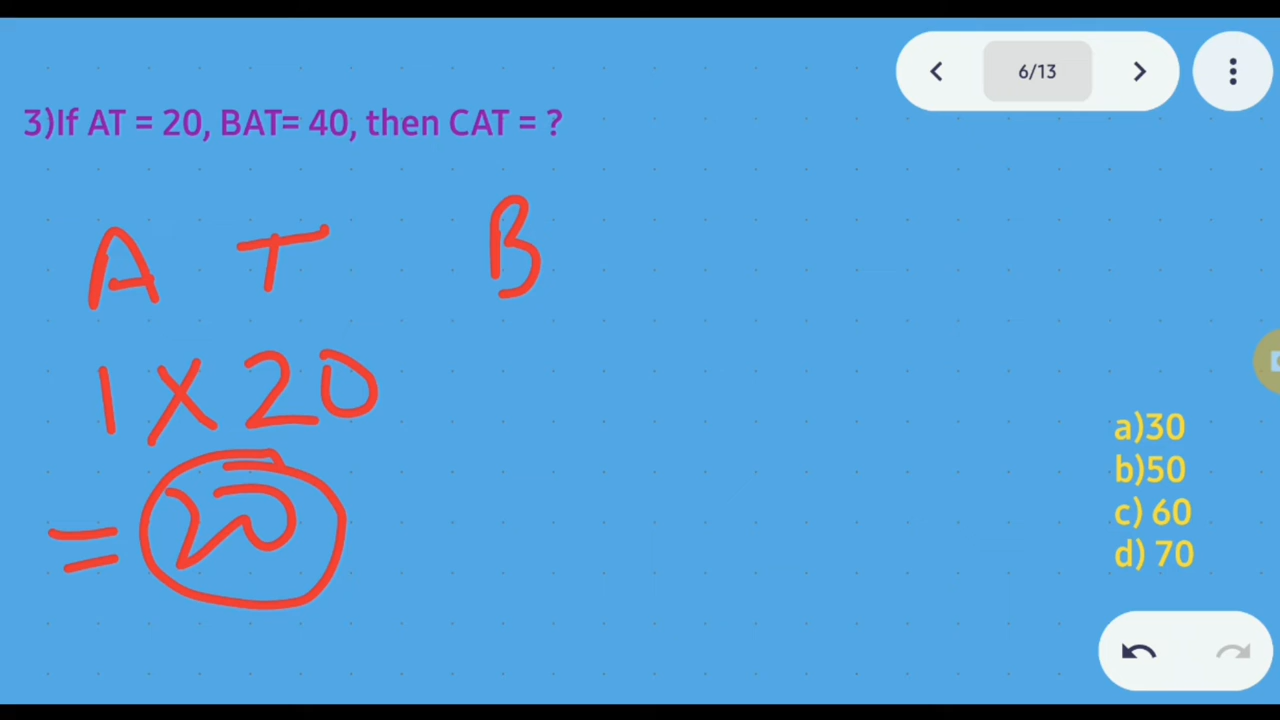 6/13
3)If AT = 20, BAT= 40, then CAT = ?
A T B
1 X 20
= 20
a)30
b)50
c) 60
d) 70